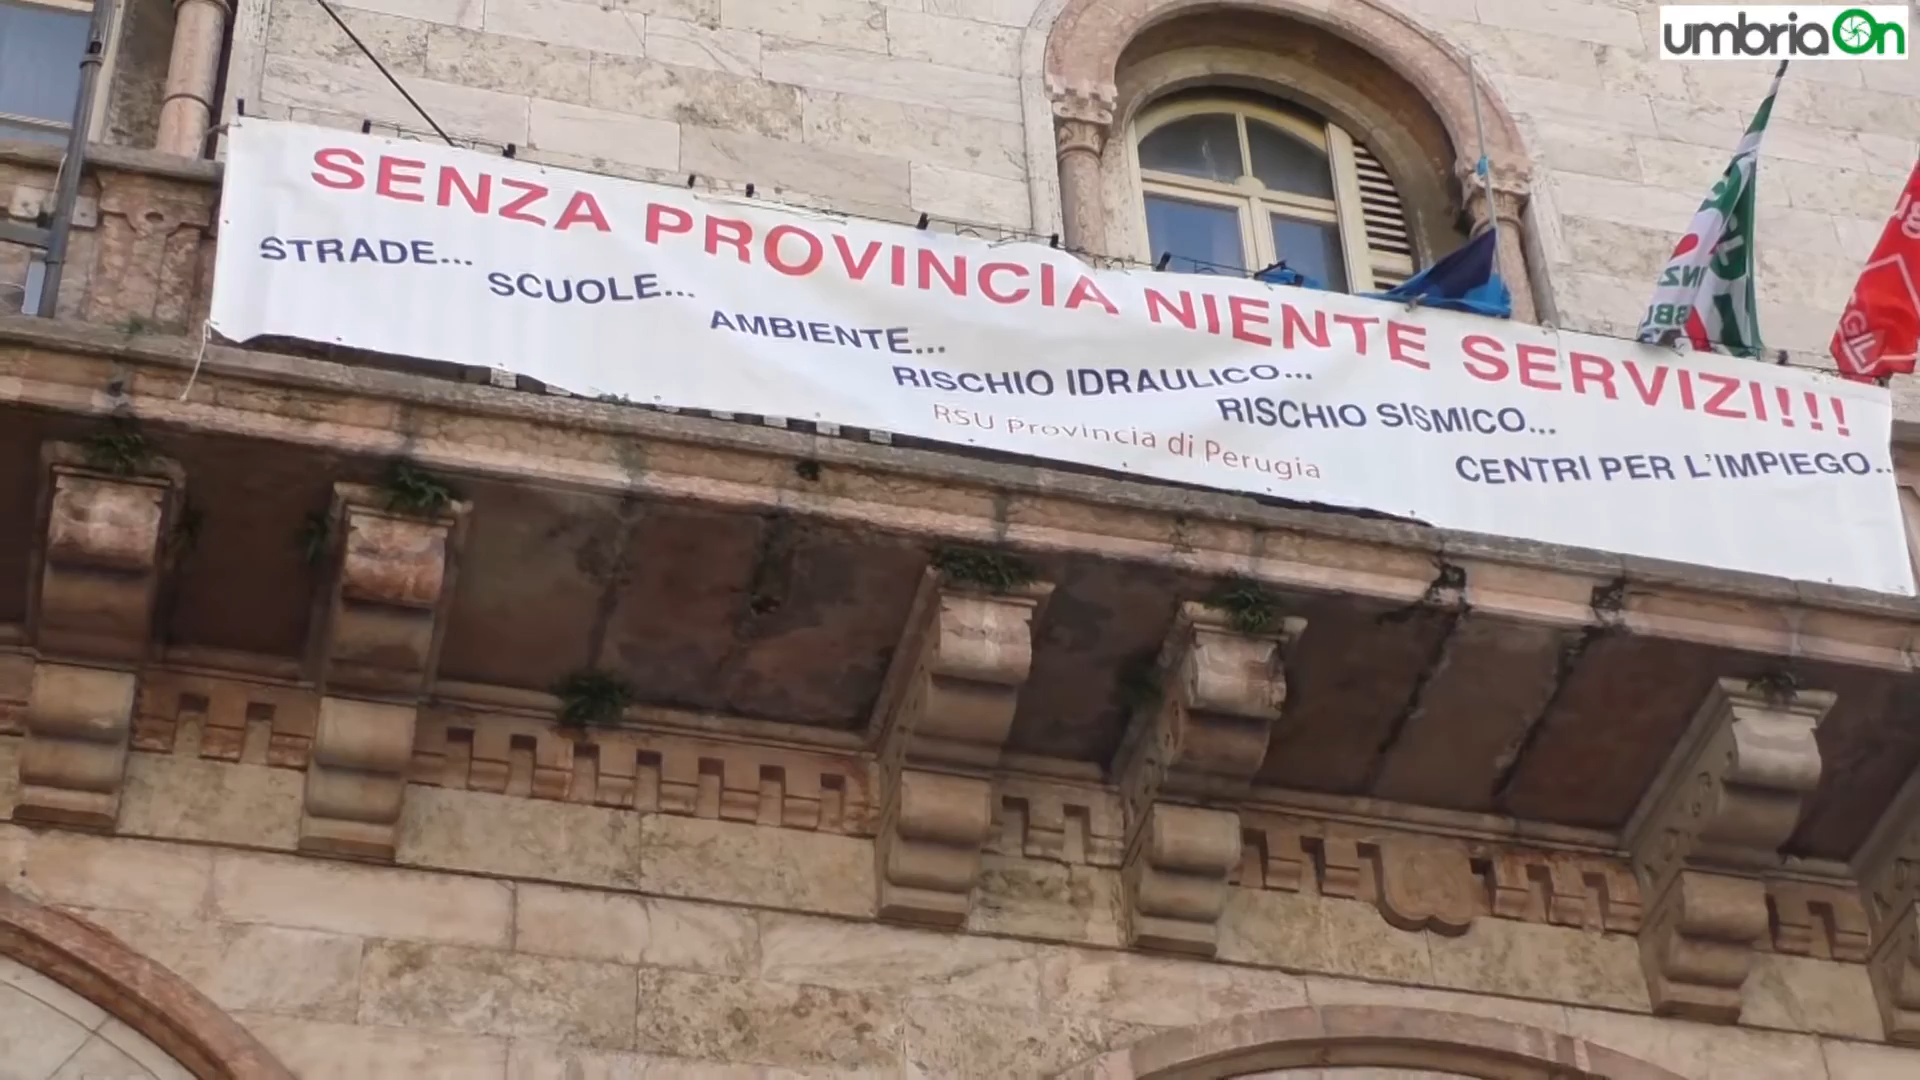 umbriaOn
SENZA PROVINCIA NIENTE SERVIZI!!!
STRADE...
SCUOLE...
AMBIENTE...
RISCHIO IDRAULICO...
RISCHIO SISMICO...
CENTRI PER L'IMPIEGO..
RSU Provincia di Perugia
CGIL